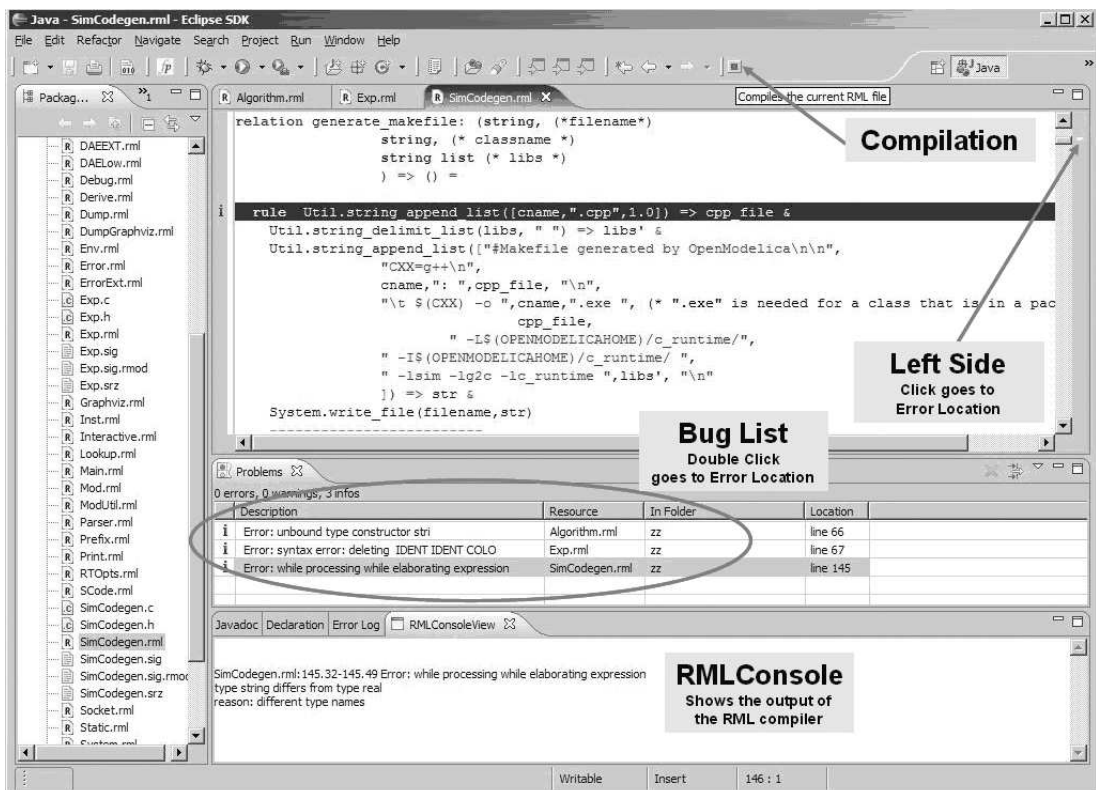 Java - SimCodegen.rml - Eclipse SDK
File Edit Refactor Navigate Search Project Run Window Help
Java
Packag...
Algorithm.rml
Exp.rml
SimCodegen.rml
Compiles the current RML file
Compilation
DAEEXT.rml
DAELow.rml
Debug.rml
Derive.rml
Dump.rml
DumpGraphviz.rml
Env.rml
Error.rml
ErrorExt.rml
Exp.c
Exp.h
Exp.rml
Exp.sig
Exp.sig.rmod
Exp.srz
Graphviz.rml
Inst.rml
Interactive.rml
Lookup.rml
Main.rml
Mod.rml
ModUtil.rml
Parser.rml
Prefix.rml
Print.rml
RTOpts.rml
SCode.rml
SimCodegen.c
SimCodegen.h
SimCodegen.rml
SimCodegen.sig
SimCodegen.sig.rmod
SimCodegen.srz
Socket.rml
Static.rml
System.rml
relation generate_makefile: (string, (*filename*)
string, (* classname *)
string list (* libs *)
) => () =
rule Util.string_append_list([cname,".cpp",1.0]) => cpp_file &
Util.string_delimit_list(libs, " ") => libs' &
Util.string_append_list(["#Makefile generated by OpenModelica\n\n",
"CXX=g++\n",
cname,": ",cpp_file, "\n",
"\t $(CXX) -o ",cname,".exe ", (* ".exe" is needed for a class that is in a pac
cpp_file,
" -L$(OPENMODELICAHOME)/c_runtime/",
" -I$(OPENMODELICAHOME)/c_runtime/ ",
" -lsim -lg2c -lc_runtime ",libs', "\n"
]) => str &
System.write_file(filename,str)
--------------------------
Left Side
Click goes to
Error Location
Bug List
Double Click
goes to Error Location
Problems
0 errors, 0 warnings, 3 infos
Description Resource In Folder Location
Error: unbound type constructor stri Algorithm.rml zz line 66
Error: syntax error: deleting IDENT IDENT COLO Exp.rml zz line 67
Error: while processing while elaborating expression SimCodegen.rml zz line 145
Javadoc Declaration Error Log RMLConsoleView
SimCodegen.rml:145.32-145.49 Error: while processing while elaborating expression
type string differs from type real
reason: different type names
RMLConsole
Shows the output of
the RML compiler
Writable Insert 146 : 1